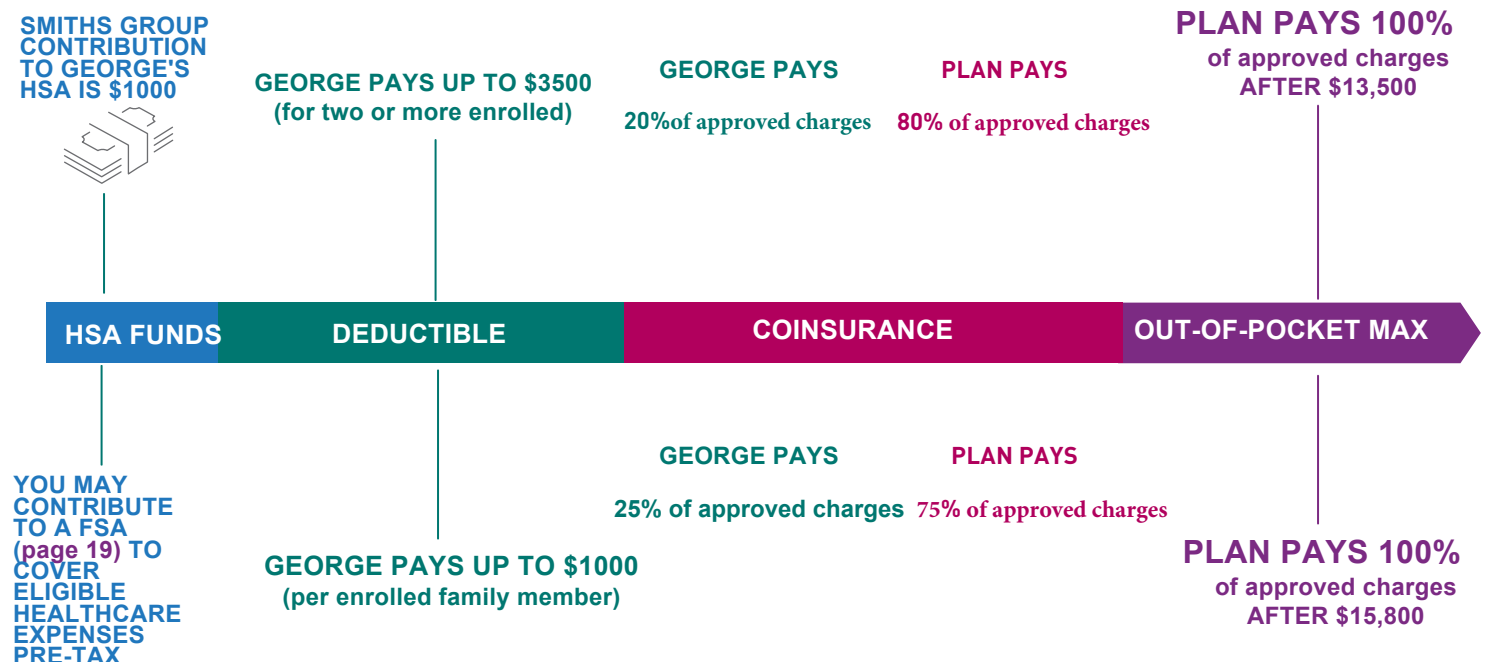 SMITHS GROUP
CONTRIBUTION
TO GEORGE'S
HSA IS $1000
GEORGE PAYS UP TO $3500
(for two or more enrolled)
GEORGE PAYS
20%of approved charges
PLAN PAYS
80% of approved charges
PLAN PAYS 100%
of approved charges
AFTER $13,500
HSA FUNDS
DEDUCTIBLE
COINSURANCE
OUT-OF-POCKET MAX
YOU MAY
CONTRIBUTE
TO A FSA
(page 19) TO
COVER
ELIGIBLE
HEALTHCARE
EXPENSES
PRE-TAX
GEORGE PAYS UP TO $1000
(per enrolled family member)
GEORGE PAYS
25% of approved charges
PLAN PAYS
75% of approved charges
PLAN PAYS 100%
of approved charges
AFTER $15,800